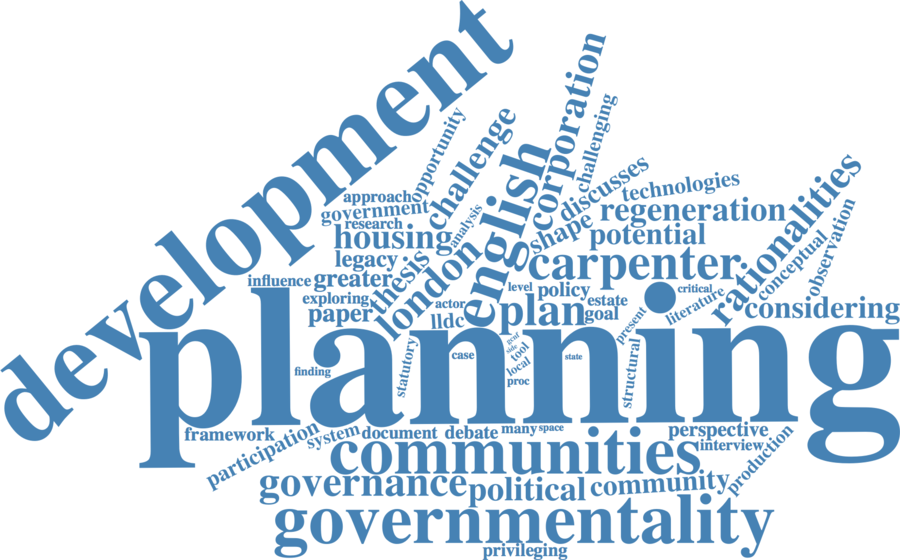 development
opportunity
challenge
corporation
challenging
approach
government
research
analysis
housing
legacy
thesis
london
english
discusses
shape
technologies
regeneration
potential
rationalities
conceptual
observation
influence
greater
exploring
paper
actor
lldc
carpenter
level
policy
plan
estate
goal
critical
literature
present
considering
planning
finding
statutory
case
side
tool
local
proc
state
structural
framework
participation
system
document
debate
many
space
perspective
interview
production
communities
governance
political
community
governmentality
privileging